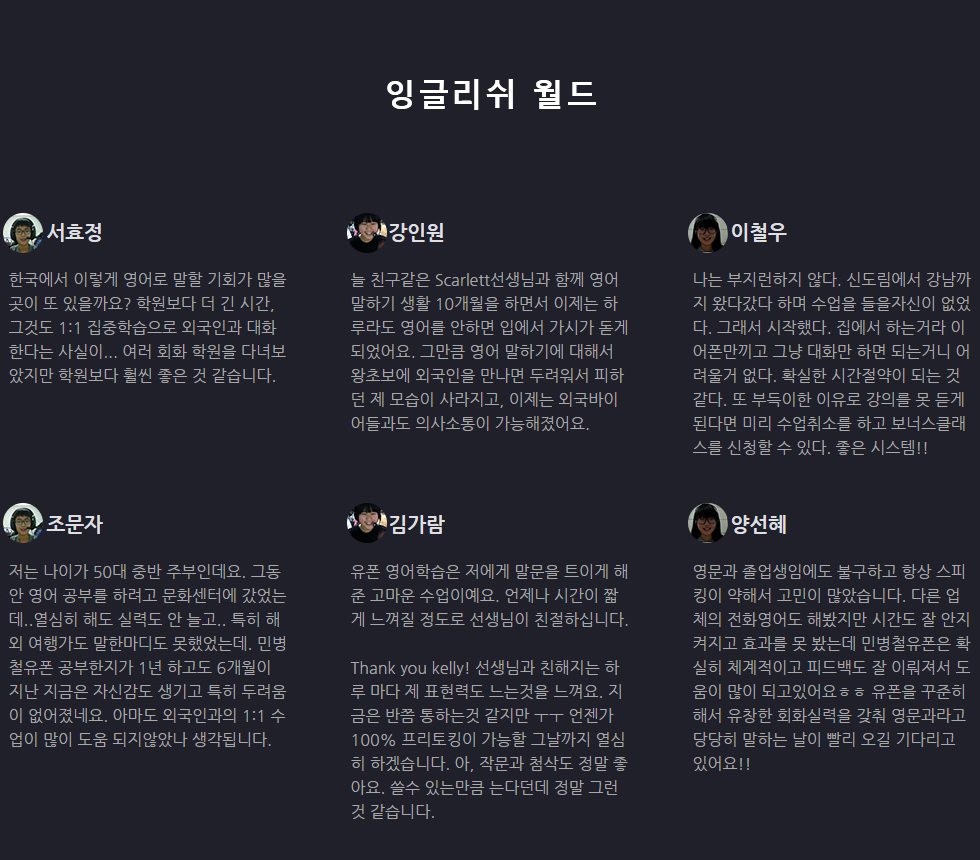 잉글리쉬 월드
서효정
한국에서 이렇게 영어로 말할 기회가 많을
곳이 또 있을까요? 학원보다 더 긴 시간,
그것도 1:1 집중학습으로 외국인과 대화
한다는 사실이... 여러 회화 학원을 다녀보
았지만 학원보다 훨씬 좋은 것 같습니다.
강인원
늘 친구같은 Scarlett선생님과 함께 영어
말하기 생활 10개월을 하면서 이제는 하
루라도 영어를 안하면 입에서 가시가 돋게
되었어요. 그만큼 영어 말하기에 대해서
왕초보에 외국인을 만나면 두려워서 피하
던 제 모습이 사라지고, 이제는 외국바이
어들과도 의사소통이 가능해졌어요.
이철우
나는 부지런하지 않다. 신도림에서 강남까
지 왔다갔다 하며 수업을 들을자신이 없었
다. 그래서 시작했다. 집에서 하는거라 이
어폰만끼고 그냥 대화만 하면 되는거니 어
려울거 없다. 확실한 시간절약이 되는 것
같다. 또 부득이한 이유로 강의를 못 듣게
된다면 미리 수업취소를 하고 보너스클래
스를 신청할 수 있다. 좋은 시스템!!
조문자
저는 나이가 50대 중반 주부인데요. 그동
안 영어 공부를 하려고 문화센터에 갔었는
데..열심히 해도 실력도 안 늘고.. 특히 해
외 여행가도 말한마디도 못했었는데. 민병
철유폰 공부한지가 1년 하고도 6개월이
지난 지금은 자신감도 생기고 특히 두려움
이 없어졌네요. 아마도 외국인과의 1:1 수
업이 많이 도움 되지않았나 생각됩니다.
김가람
유폰 영어학습은 저에게 말문을 트이게 해
준 고마운 수업이예요. 언제나 시간이 짧
게 느껴질 정도로 선생님이 친절하십니다.
Thank you kelly! 선생님과 친해지는 하
루 마다 제 표현력도 느는것을 느껴요. 지
금은 반쯤 통하는것 같지만 ㅜㅜ 언젠가
100% 프리토킹이 가능할 그날까지 열심
히 하겠습니다. 아, 작문과 첨삭도 정말 좋
아요. 쓸수 있는만큼 는다던데 정말 그런
것 같습니다.
양선혜
영문과 졸업생임에도 불구하고 항상 스피
킹이 약해서 고민이 많았습니다. 다른 업
체의 전화영어도 해봤지만 시간도 잘 안지
켜지고 효과를 못 봤는데 민병철유폰은 확
실히 체계적이고 피드백도 잘 이뤄져서 도
움이 많이 되고있어요ㅎㅎ 유폰을 꾸준히
해서 유창한 회화실력을 갖춰 영문과라고
당당히 말하는 날이 빨리 오길 기다리고
있어요!!